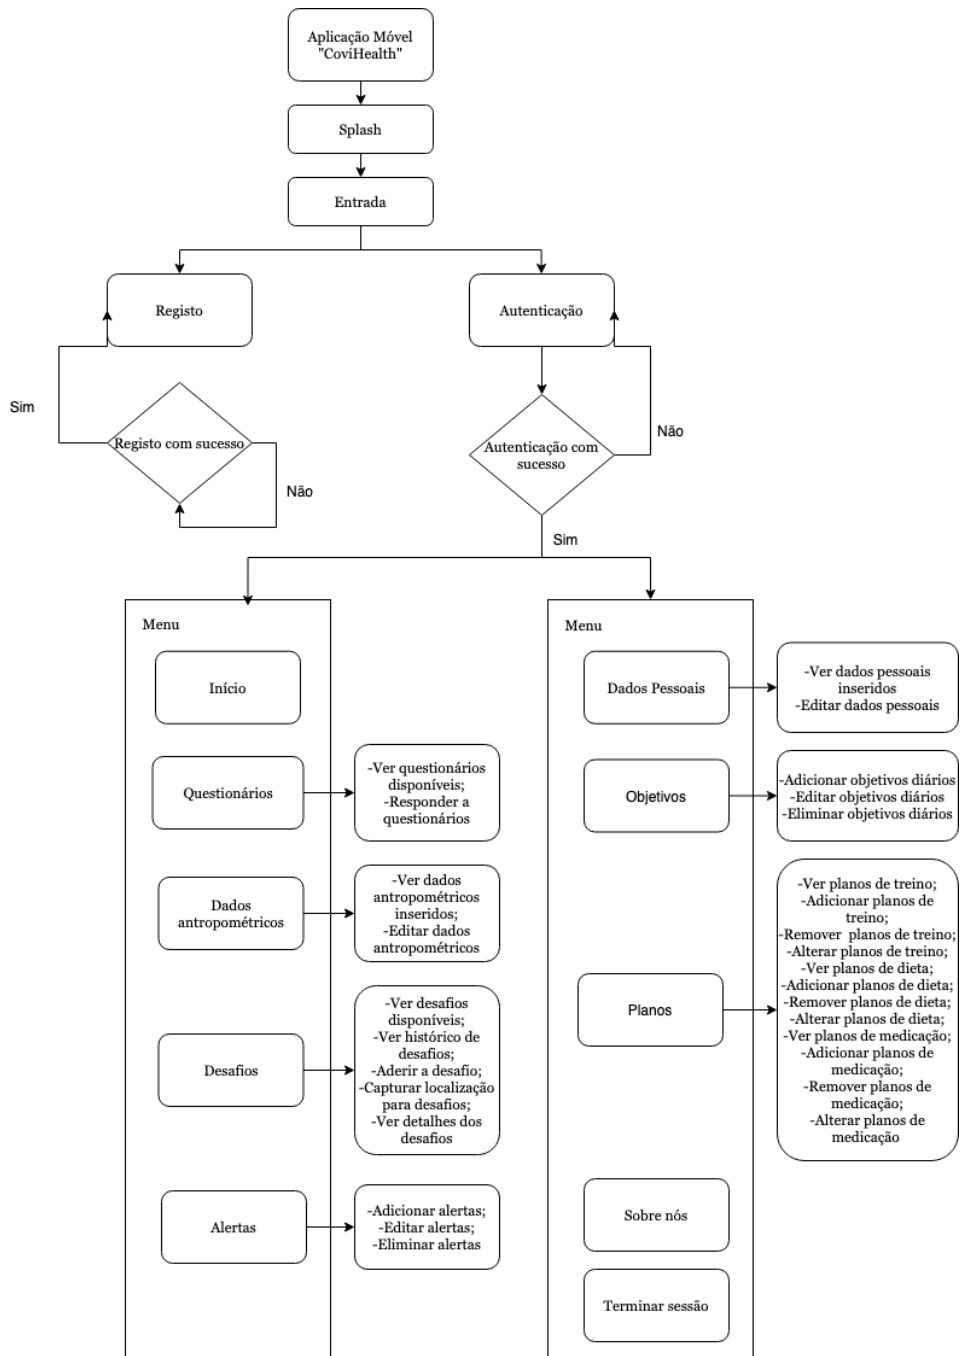 Aplicação Móvel
"CoviHealth"
Splash
Entrada
Registo
Autenticação
Sim
Registo com sucesso
Não
Autenticação com
sucesso
Não
Sim
Menu
Início
Questionários
-Ver questionários
disponíveis;
-Responder a
questionários
Dados
antropométricos
-Ver dados
antropométricos
inseridos;
-Editar dados
antropométricos
Desafios
-Ver desafios
disponíveis;
-Ver histórico de
desafios;
-Aderir a desafio;
-Capturar localização
para desafios;
-Ver detalhes dos
desafios
Alertas
-Adicionar alertas;
-Editar alertas;
-Eliminar alertas
Menu
Dados Pessoais
-Ver dados pessoais
inseridos
-Editar dados pessoais
Objetivos
-Adicionar objetivos diários
-Editar objetivos diários
-Eliminar objetivos diários
Planos
-Ver planos de treino;
-Adicionar planos de
treino;
-Remover  planos de treino;
-Alterar planos de treino;
-Ver planos de dieta;
-Adicionar planos de dieta;
-Remover planos de dieta;
-Alterar planos de dieta;
-Ver planos de medicação;
-Adicionar planos de
medicação;
-Remover planos de
medicação;
-Alterar planos de
medicação
Sobre nós
Terminar sessão